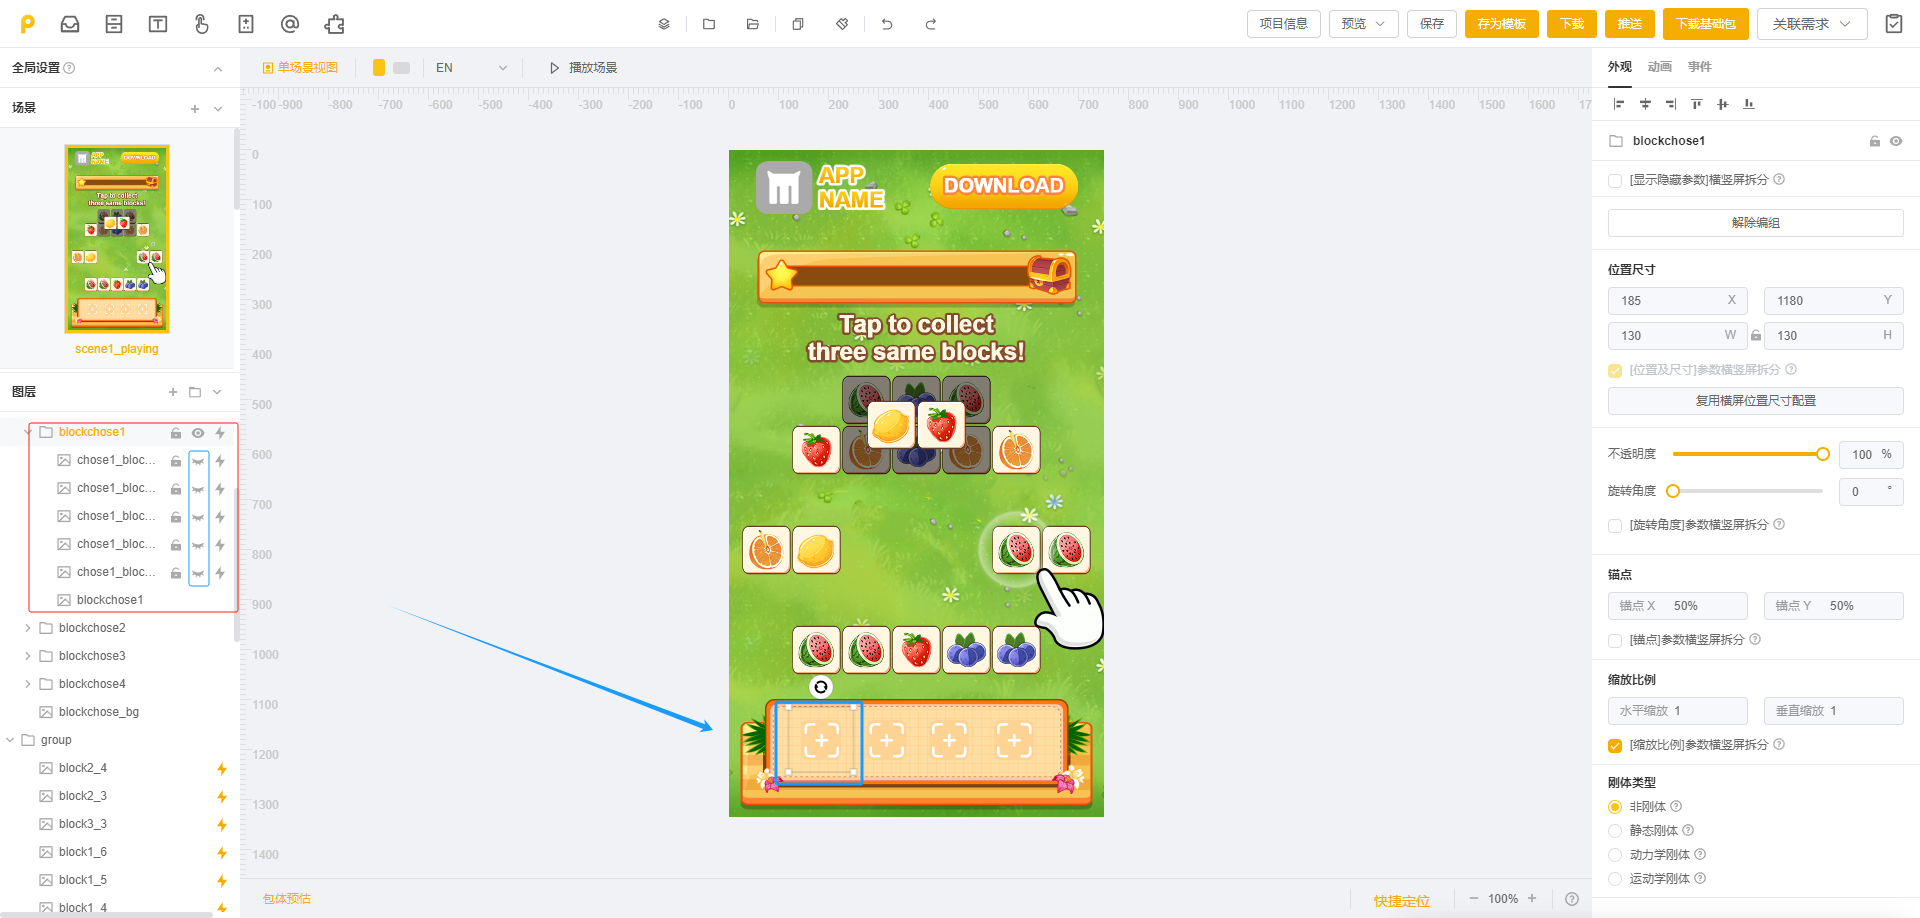 项目信息
预览
保存
存为模板
下载
推送
下载基础包
关联需求
全局设置
单场景视图
EN
播放场景
外观 动画 事件
场景
-1000 -900 -800 -700 -600 -500 -400 -300 -200 -100 0 100 200 300 400 500 600 700 800 900 1000 1100 1200 1300 1400 1500 1600 17
0
100
200
300
400
500
600
700
800
900
1000
1100
1200
1300
1400
APP NAME
DOWNLOAD
Tap to collect
three same blocks!
scene1_playing
图层
blockchose1
chose1_bloc...
chose1_bloc...
chose1_bloc...
chose1_bloc...
chose1_bloc...
blockchose1
blockchose2
blockchose3
blockchose4
blockchose_bg
group
block2_4
block2_3
block3_3
block1_6
block1_5
block1_4
APP
NAME
DOWNLOAD
Tap to collect
three same blocks!
包体预估
快捷定位
100%
blockchose1
[显示隐藏参数]横竖屏拆分
解除编组
位置尺寸
185 X 1180 Y
130 W 130 H
[位置及尺寸]参数横竖屏拆分
复用横屏位置尺寸配置
不透明度 100 %
旋转角度 0 °
[旋转角度]参数横竖屏拆分
锚点
锚点 X 50% 锚点 Y 50%
[锚点]参数横竖屏拆分
缩放比例
水平缩放 1 垂直缩放 1
[缩放比例]参数横竖屏拆分
刚体类型
非刚体
静态刚体
动力学刚体
运动学刚体